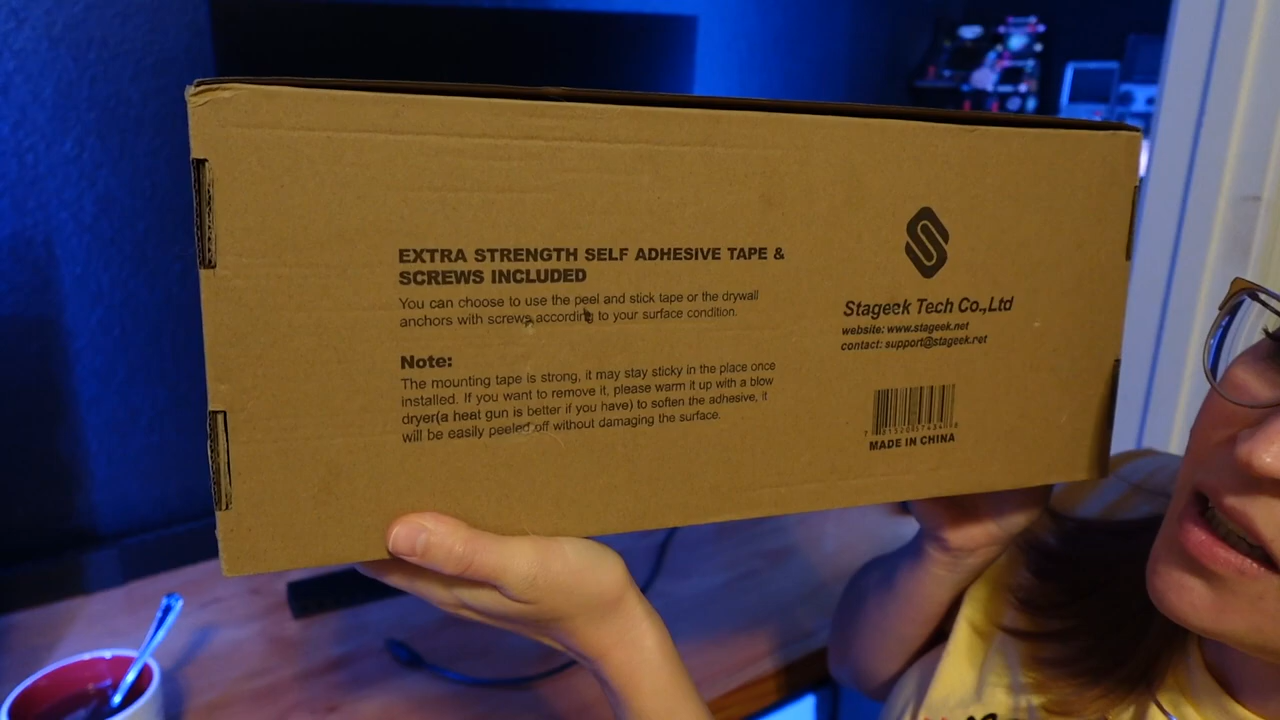 EXTRA STRENGTH SELF ADHESIVE TAPE &
SCREWS INCLUDED
You can choose to use the peel and stick tape or the drywall
anchors with screws according to your surface condition.
Note:
The mounting tape is strong, it may stay sticky in the place once
installed. If you want to remove it, please warm it up with a blow
dryer(a heat gun is better if you have) to soften the adhesive, it
will be easily peeled off without damaging the surface.
Stageek Tech Co.,Ltd
website: www.stageek.net
contact: support@stageek.net
MADE IN CHINA